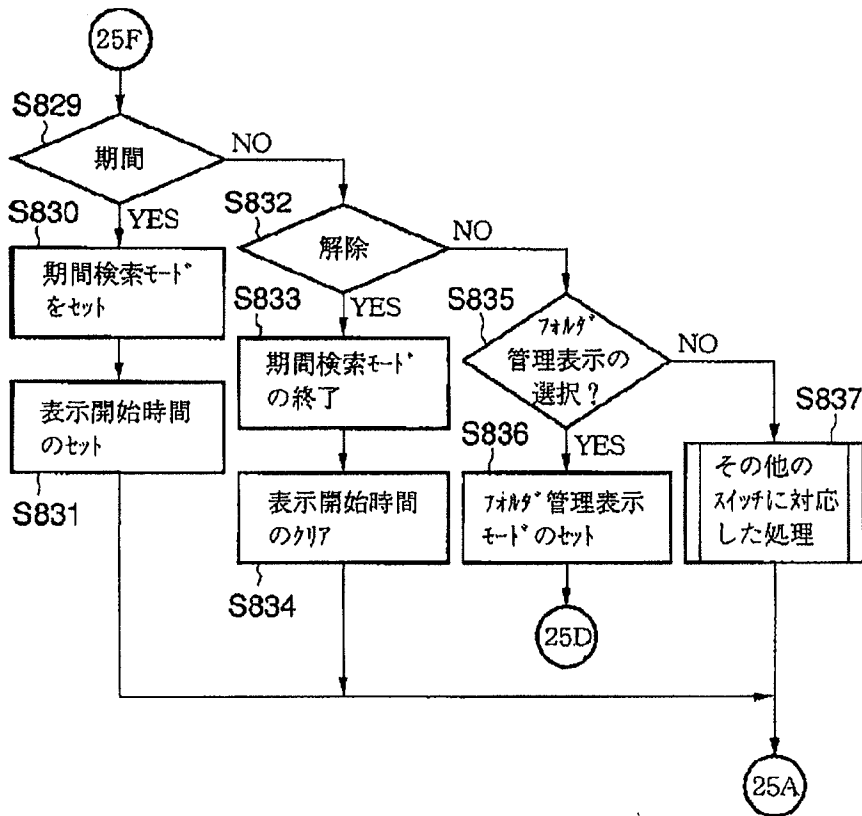 25F
S829
期間
NO
YES
S830
期間検索ﾓｰﾄﾞ
をｾｯﾄ
表示開始時間
のｾｯﾄ
S831
S832
解除
NO
YES
S833
期間検索ﾓｰﾄﾞ
の終了
表示開始時間
のｸﾘｱ
S834
S835
ﾌｫﾙﾀﾞ
管理表示の
選択?
NO
YES
S836
ﾌｫﾙﾀﾞ管理表示
ﾓｰﾄﾞのｾｯﾄ
25D
S837
その他の
ｽｲｯﾁに対応
した処理
25A